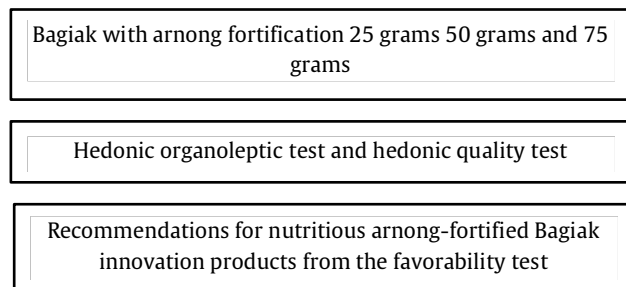 Bagiak with arnong fortification 25 grams 50 grams and 75
grams
Hedonic organoleptic test and hedonic quality test
Recommendations for nutritious arnong-fortified Bagiak
innovation products from the favorability test